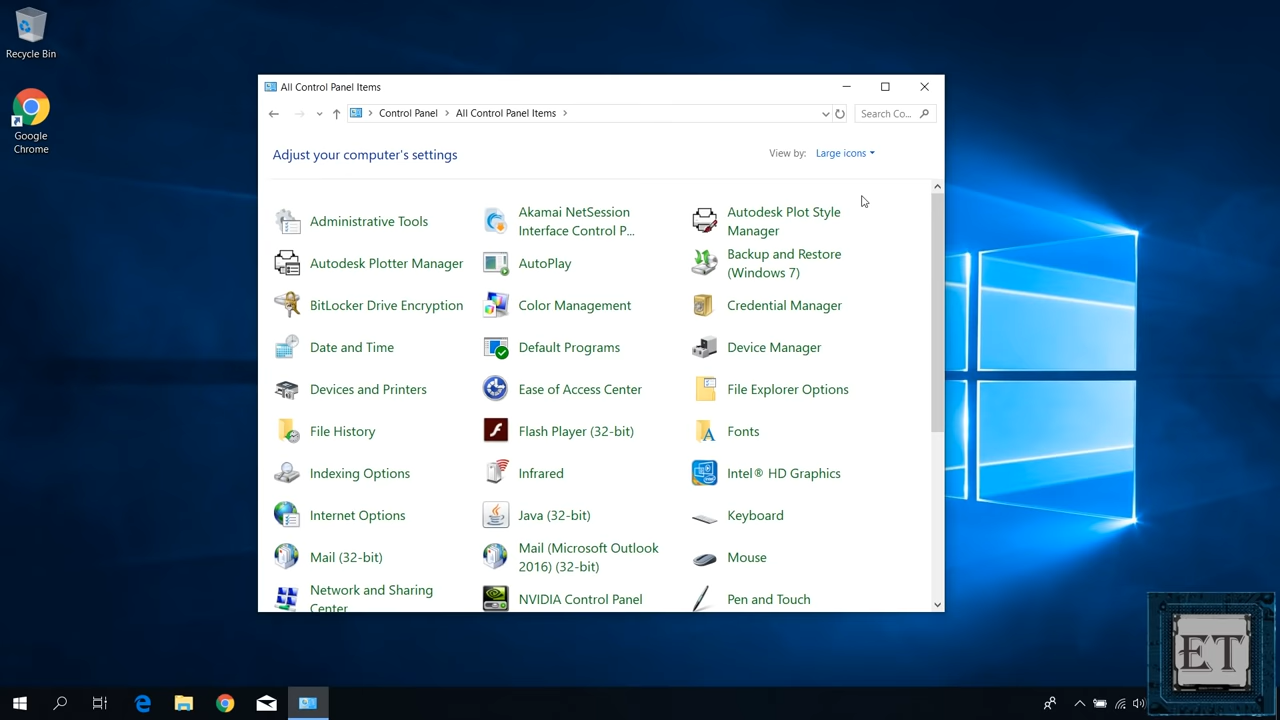 Recycle Bin
Google
Chrome
All Control Panel Items
Control Panel
All Control Panel Items
Search Co...
Adjust your computer's settings
View by:
Large icons
Administrative Tools
Akamai NetSession
Interface Control P...
Autodesk Plot Style
Manager
Autodesk Plotter Manager
AutoPlay
Backup and Restore
(Windows 7)
BitLocker Drive Encryption
Color Management
Credential Manager
Date and Time
Default Programs
Device Manager
Devices and Printers
Ease of Access Center
File Explorer Options
File History
Flash Player (32-bit)
Fonts
Indexing Options
Infrared
Intel® HD Graphics
Internet Options
Java (32-bit)
Keyboard
Mail (32-bit)
Mail (Microsoft Outlook
2016) (32-bit)
Mouse
Network and Sharing
Center
NVIDIA Control Panel
Pen and Touch
ET